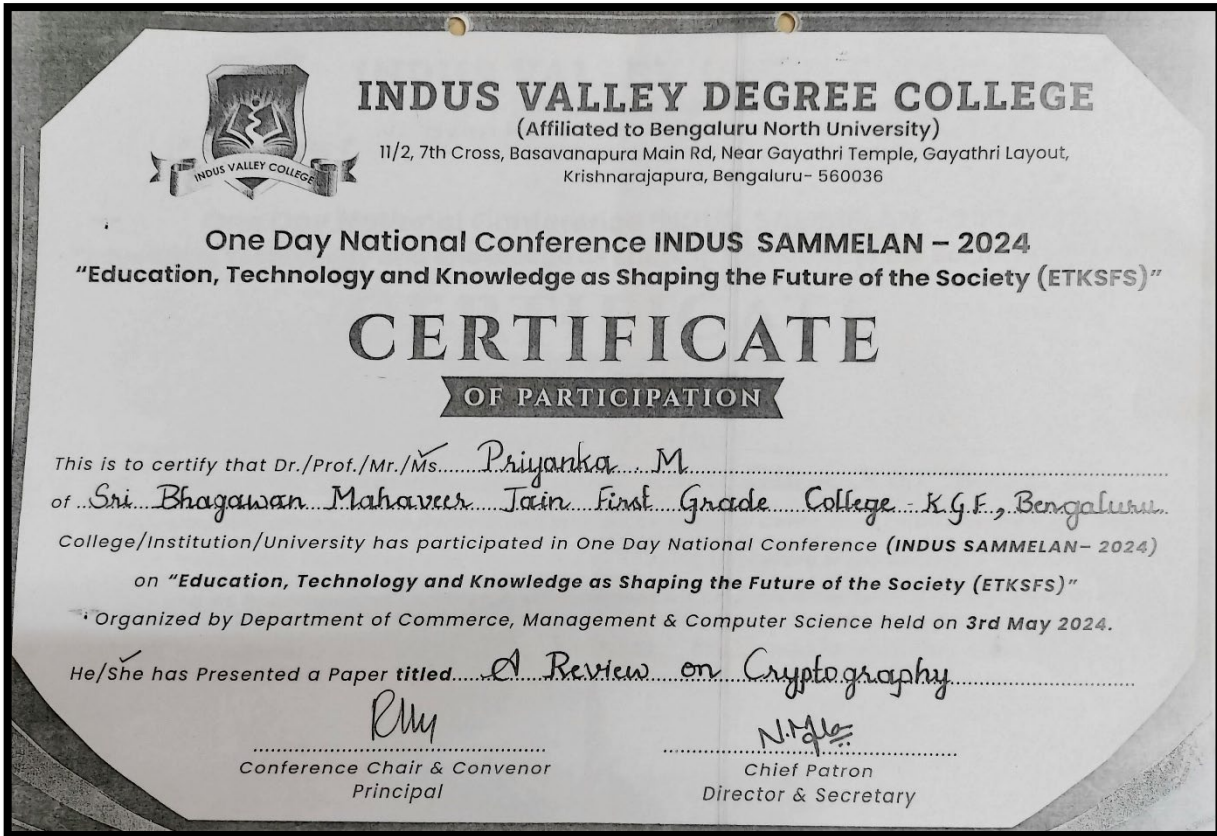 INDUS VALLEY COLLEGE
INDUS VALLEY DEGREE COLLEGE
(Affiliated to Bengaluru North University)
11/2, 7th Cross, Basavanapura Main Rd, Near Gayathri Temple, Gayathri Layout,
Krishnarajapura, Bengaluru- 560036
One Day National Conference INDUS SAMMELAN – 2024
“Education, Technology and Knowledge as Shaping the Future of the Society (ETKSFS)”
CERTIFICATE
OF PARTICIPATION
This is to certify that Dr./Prof./Mr./Ms..... Priyanka M
of Sri Bhagawan Mahaveer Jain First Grade College - K.G.F., Bengaluru.
College/Institution/University has participated in One Day National Conference (INDUS SAMMELAN– 2024)
on “Education, Technology and Knowledge as Shaping the Future of the Society (ETKSFS)”
Organized by Department of Commerce, Management & Computer Science held on 3rd May 2024.
He/She has Presented a Paper titled..... A Review on Cryptography
Conference Chair & Convenor
Principal
Chief Patron
Director & Secretary